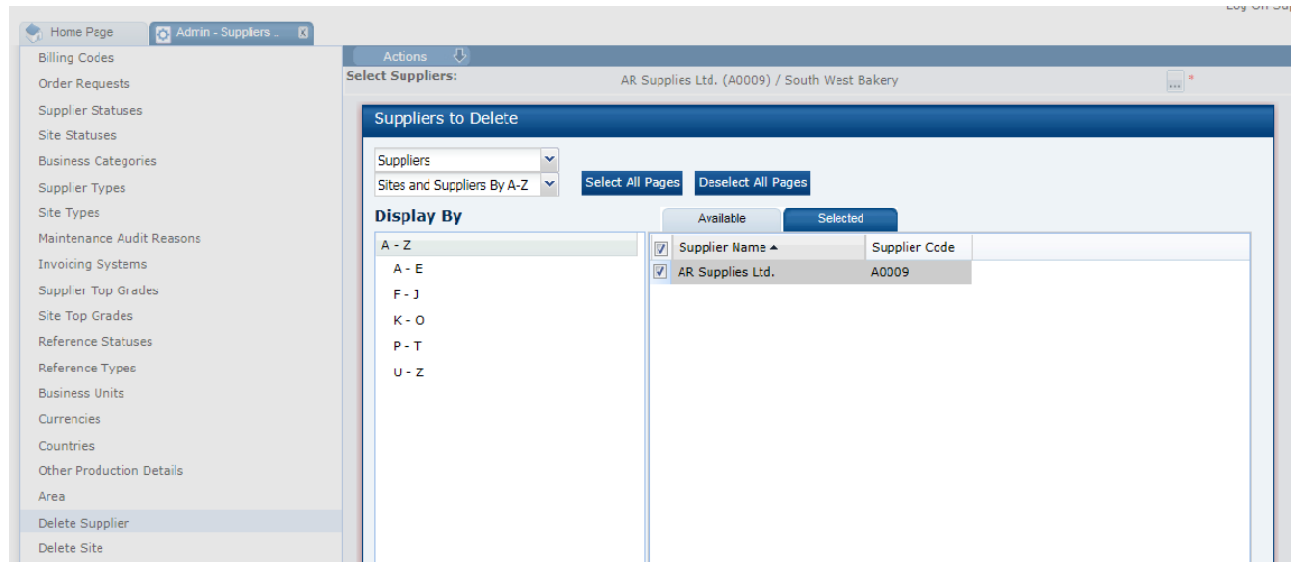 Home Page
Admin - Suppliers ..
Billing Codes
Order Requests
Supplier Statuses
Site Statuses
Business Categories
Supplier Types
Site Types
Maintenance Audit Reasons
Invoicing Systems
Supplier Top Grades
Site Top Grades
Reference Statuses
Reference Types
Business Units
Currencies
Countries
Other Production Details
Area
Delete Supplier
Delete Site
Actions
Select Suppliers: AR Supplies Ltd. (A0009) / South West Bakery ... *
Suppliers to Delete
Suppliers
Sites and Suppliers By A-Z Select All Pages Deselect All Pages
Display By
A - Z
A - E
F - J
K - O
P - T
U - Z
Available Selected
Supplier Name Supplier Code
AR Supplies Ltd. A0009